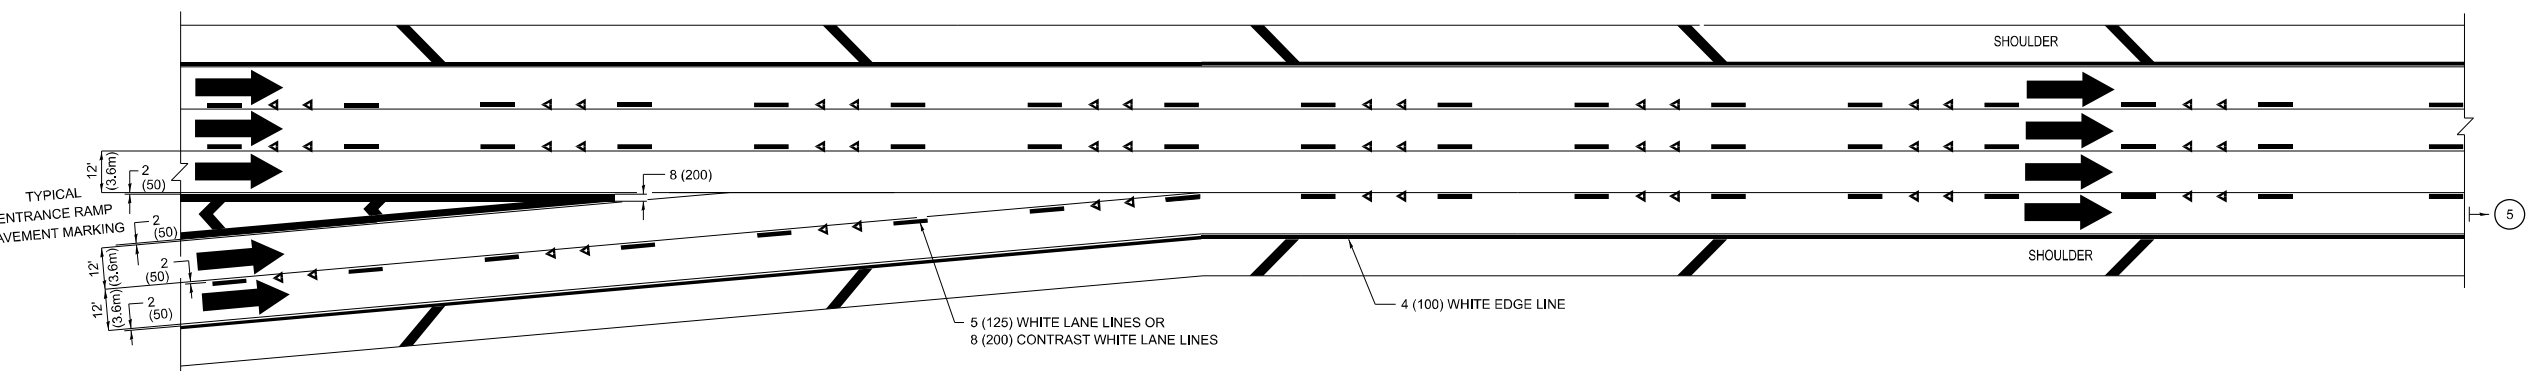 SHOULDER
12'
(3.6m)
2
(50)
8 (200)
TYPICAL
ENTRANCE RAMP
AVEMENT MARKING
2
(50)
5
12'
(3.6m)
2
(50)
SHOULDER
12'
(3.6m)
2
(50)
4 (100) WHITE EDGE LINE
5 (125) WHITE LANE LINES OR
8 (200) CONTRAST WHITE LANE LINES